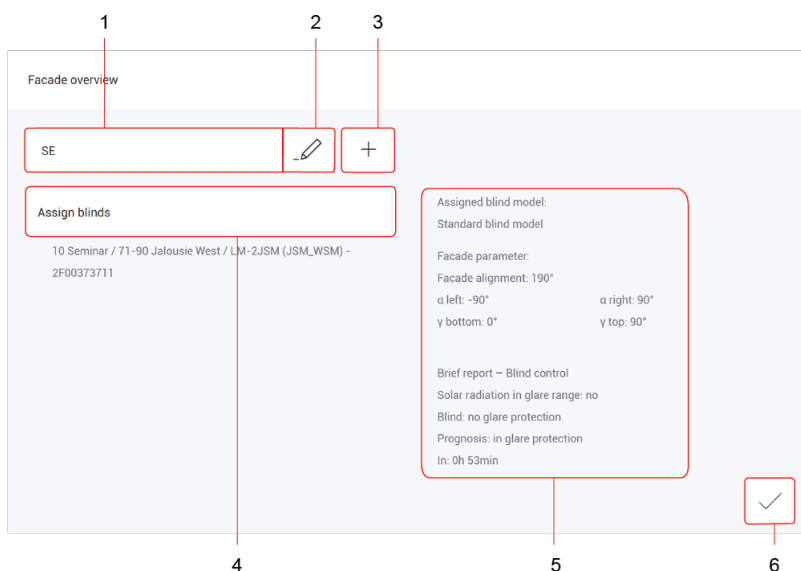 1 2 3
Facade overview
SE
Assign blinds
10 Seminar / 71-90 Jalousie West / LM-2JSM (JSM_WSM) -
2F00373711
Assigned blind model:
Standard blind model
Facade parameter:
Facade alignment: 190°
α left: -90° α right: 90°
γ bottom: 0° γ top: 90°
Brief report – Blind control
Solar radiation in glare range: no
Blind: no glare protection
Prognosis: in glare protection
In: 0h 53min
4 5 6